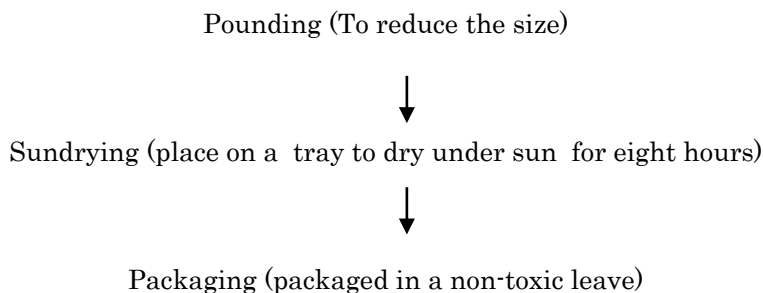 Pounding (To reduce the size)
Sundrying (place on a tray to dry under sun for eight hours)
Packaging (packaged in a non-toxic leave)